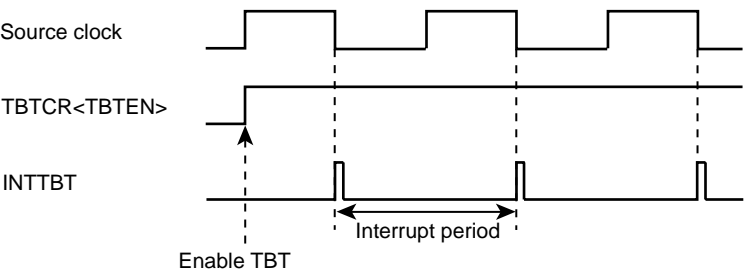 Source clock
TBTCR<TBTEN>
INTTBT
Interrupt period
Enable TBT